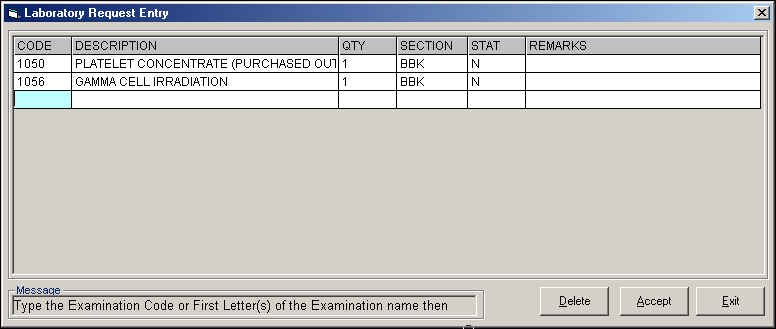 Laboratory Request Entry
CODE DESCRIPTION QTY SECTION STAT REMARKS
1050 PLATELET CONCENTRATE (PURCHASED OUT 1 BBK N
1056 GAMMA CELL IRRADIATION 1 BBK N
Message
Type the Examination Code or First Letter(s) of the Examination name then
Delete Accept Exit